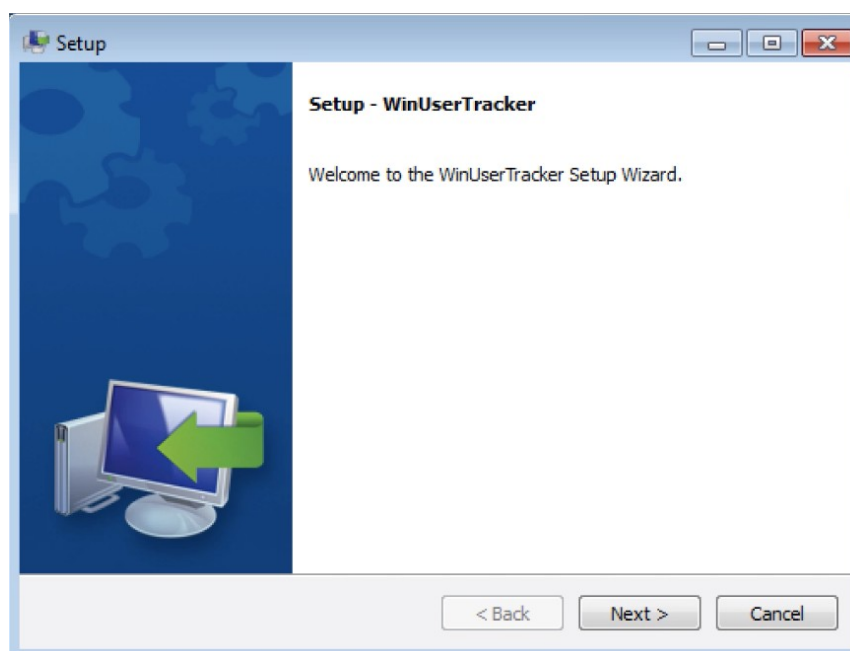 Setup
Setup - WinUserTracker
Welcome to the WinUserTracker Setup Wizard.
< Back
Next >
Cancel